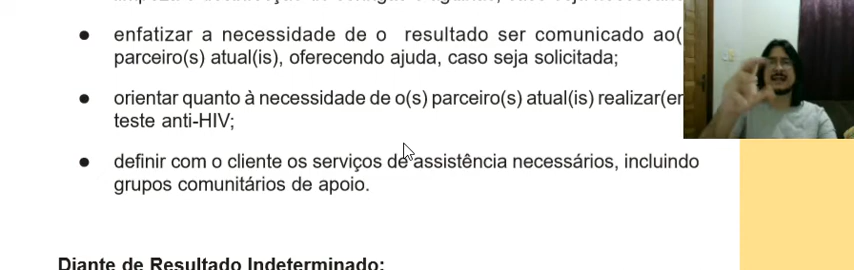 ● enfatizar a necessidade de o resultado ser comunicado ao(
parceiro(s) atual(is), oferecendo ajuda, caso seja solicitada;
● orientar quanto à necessidade de o(s) parceiro(s) atual(is) realizar(er
teste anti-HIV;
● definir com o cliente os serviços de assistência necessários, incluindo
grupos comunitários de apoio.
Diante de Resultado Indeterminado: